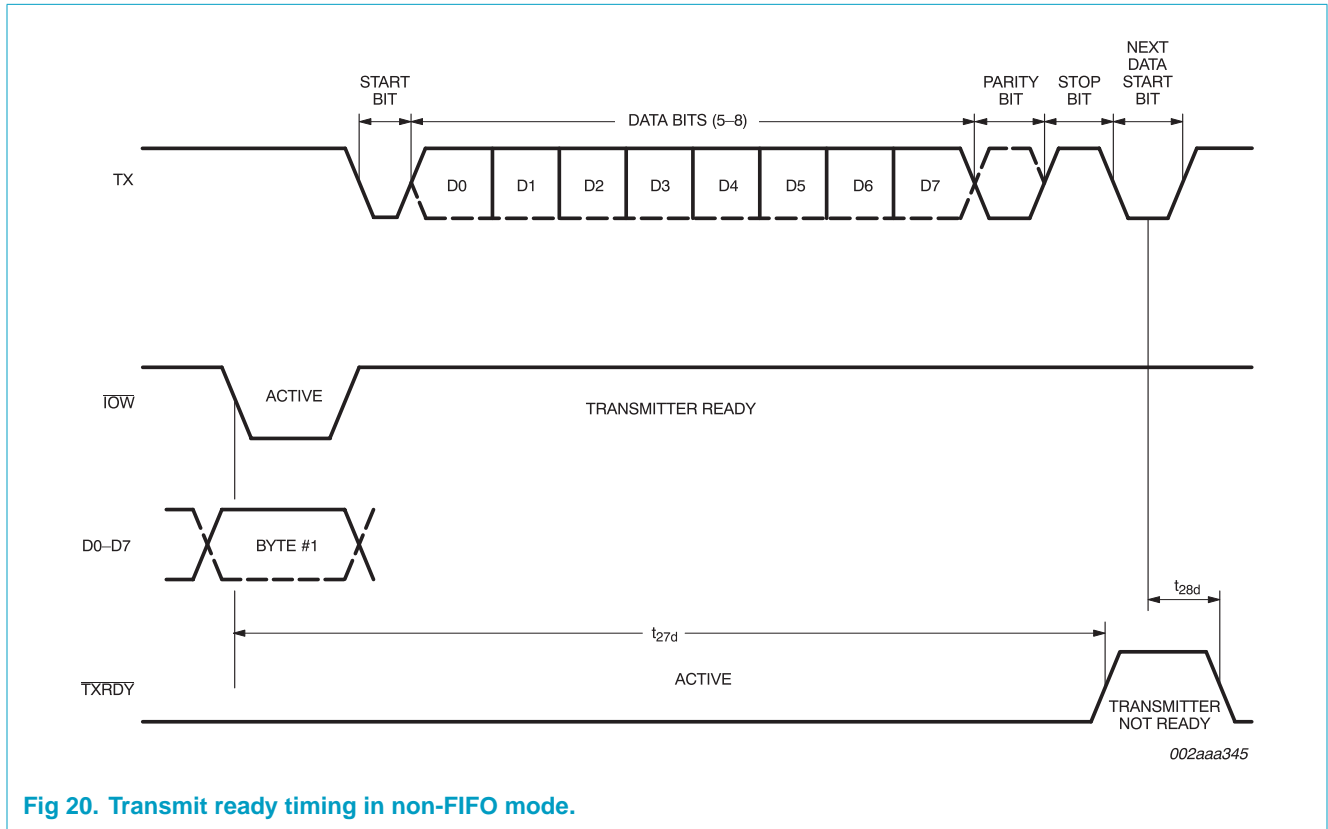 NEXT
DATA
START
BIT
START
BIT
PARITY
BIT
STOP
BIT
DATA BITS (5–8)
TX
D0
D1
D2
D3
D4
D5
D6
D7
IOW
ACTIVE
TRANSMITTER READY
D0–D7
BYTE #1
t28d
t27d
TXRDY
ACTIVE
TRANSMITTER
NOT READY
002aaa345
Fig 20. Transmit ready timing in non-FIFO mode.